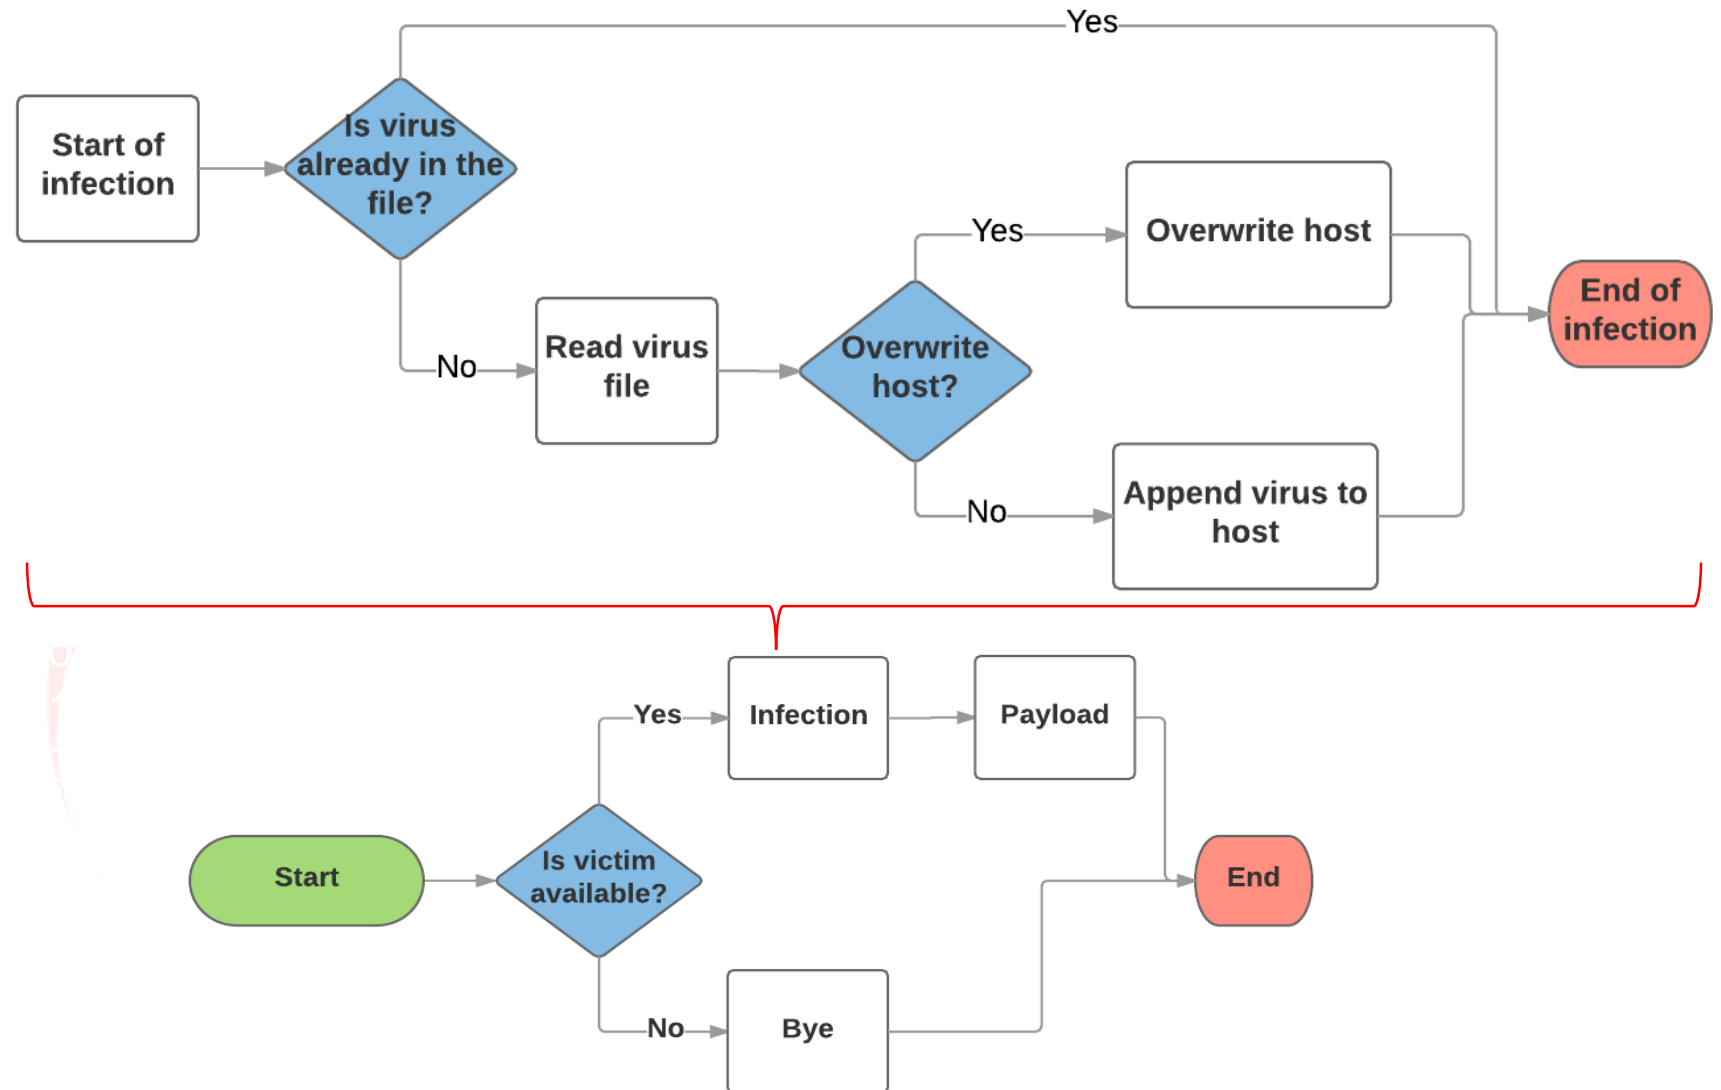 Yes
Start of
infection
Is virus
already in the
file?
Yes
Overwrite host
End of
infection
No
Read virus
file
Overwrite
host?
No
Append virus to
host
Yes
Infection
Payload
Start
Is victim
available?
End
No
Bye